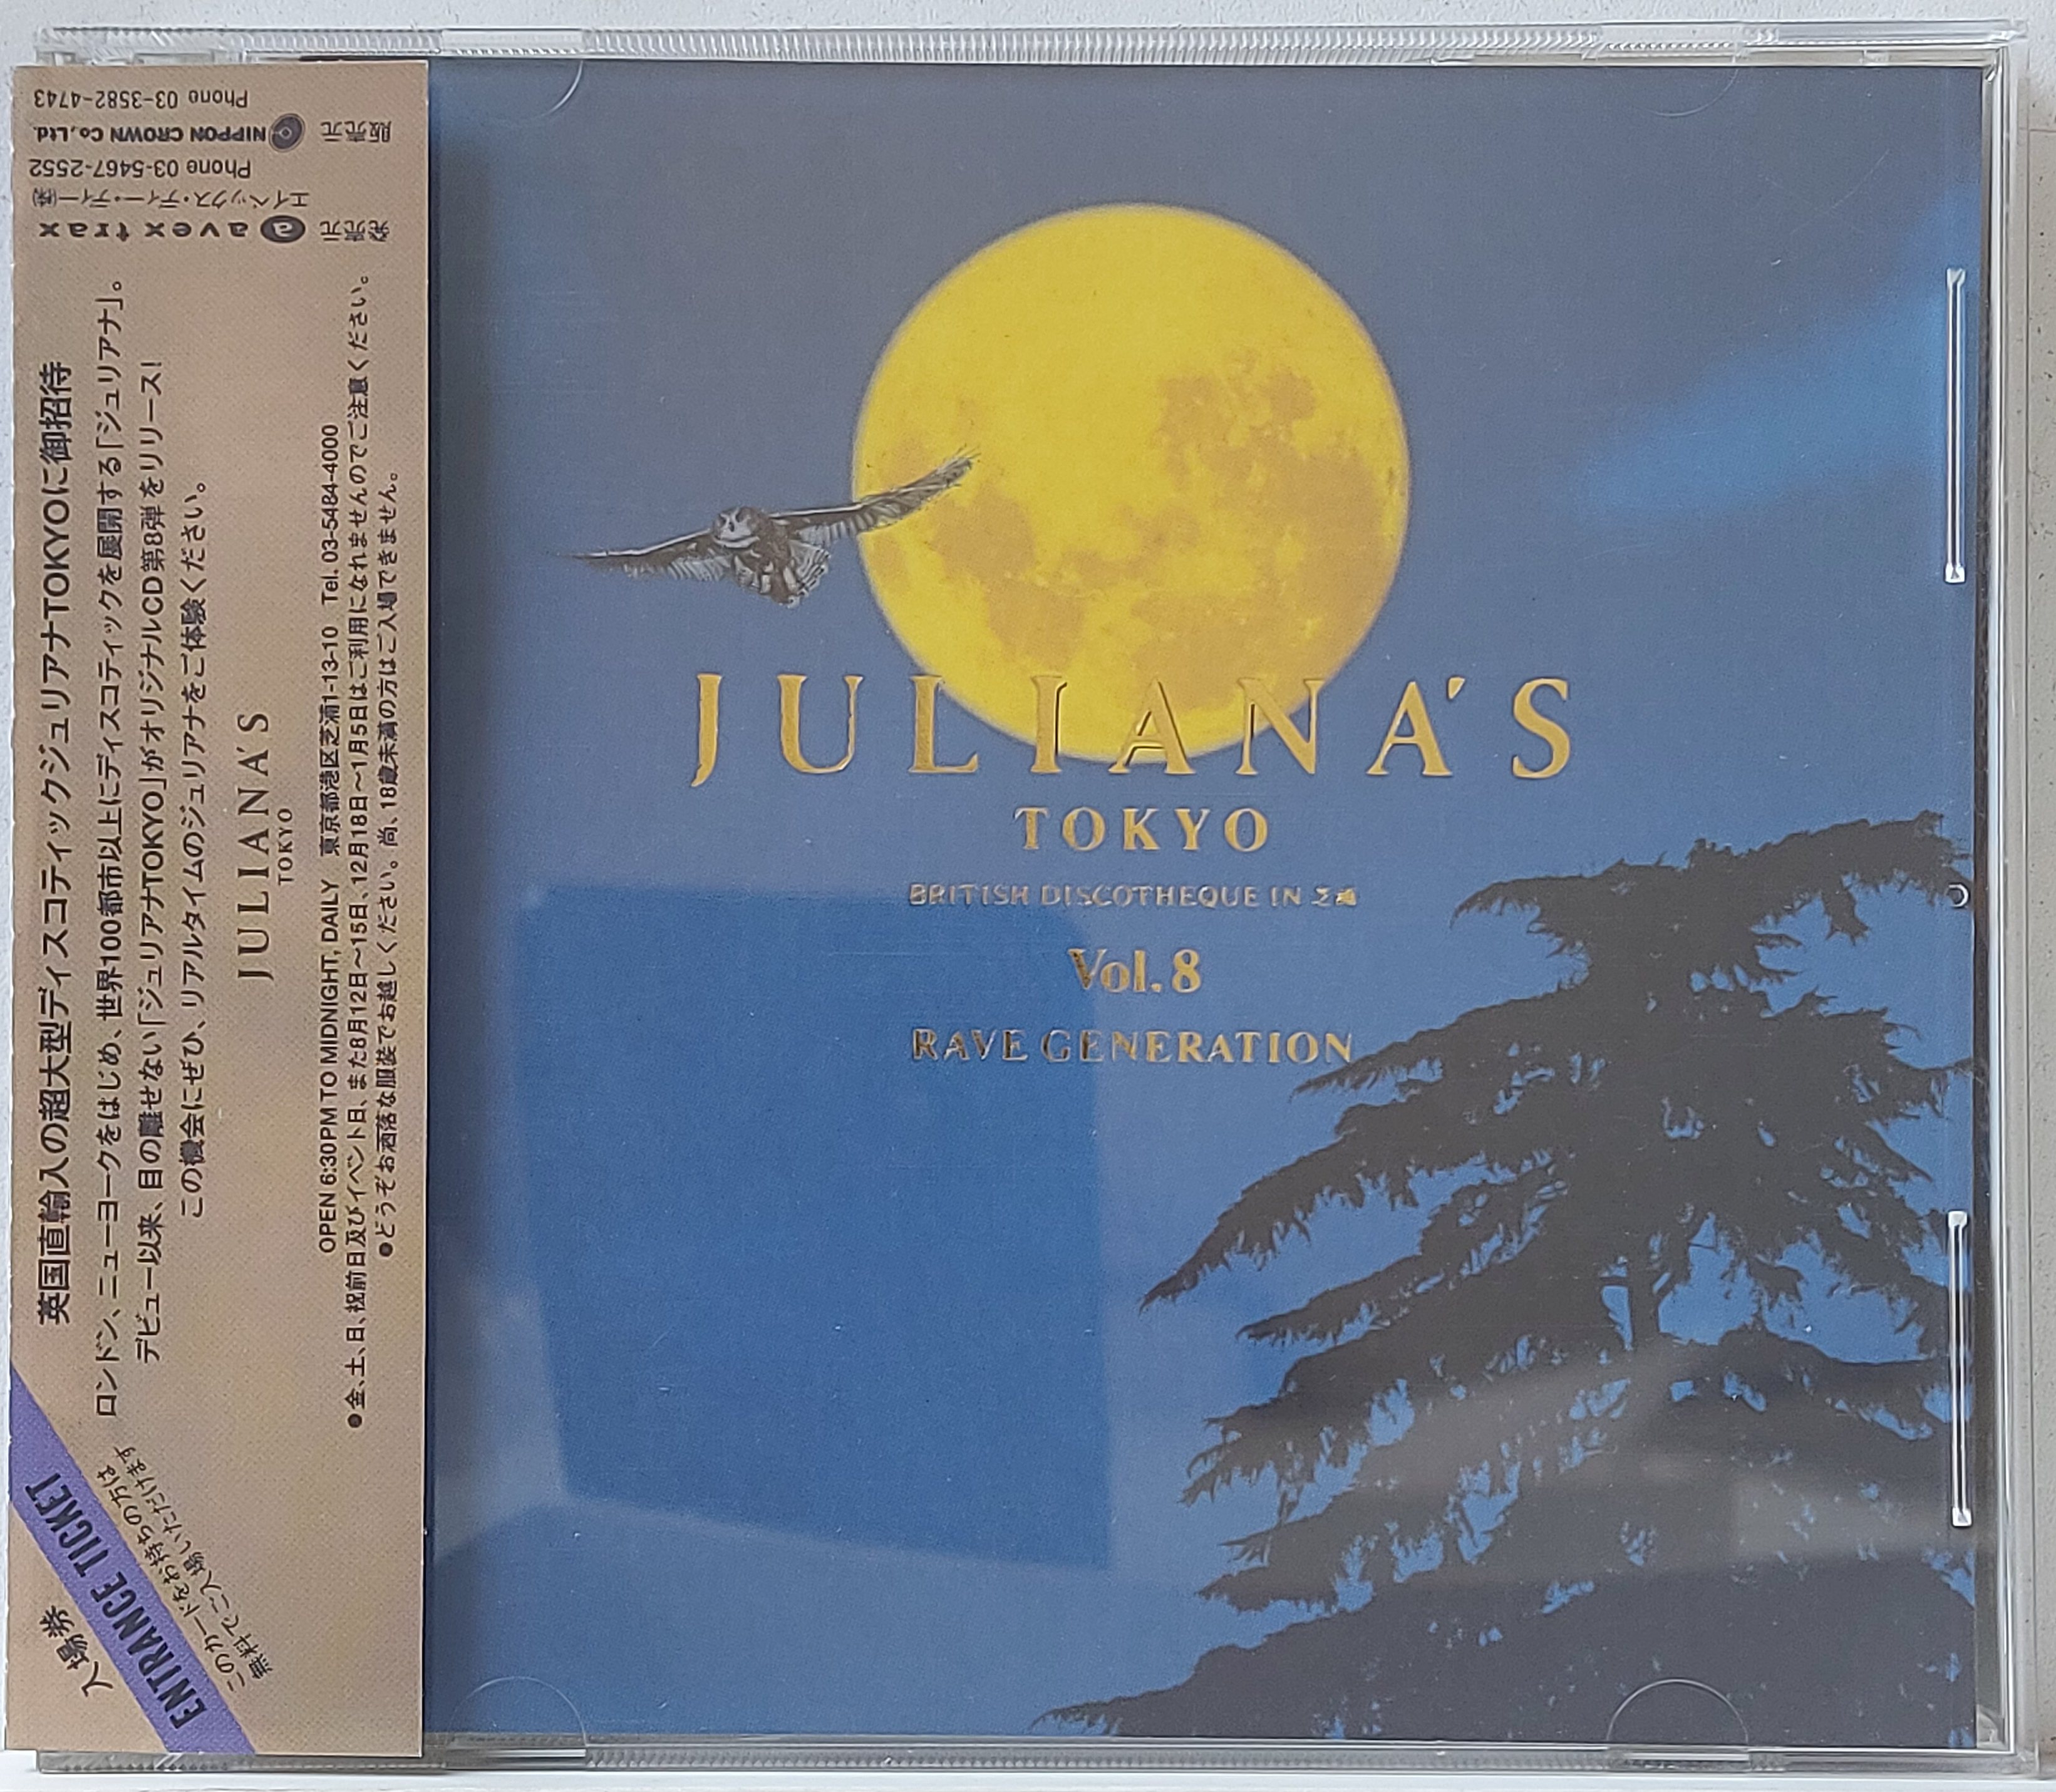 JULIANA'S
TOKYO
BRITISH DISCOTHEQUE IN 芝浦
Vol. 8
RAVE GENERATION
英国直輸入の超大型ディスコティックジュリアナTOKYOに御招待
ロンドン、ニューヨークをはじめ、世界100都市以上にディスコティックを展開する「ジュリアナ」。
デビュー以来、目の離せない「ジュリアナTOKYO」がオリジナルCD第8弾をリリース!
この機会にぜひ、リアルタイムのジュリアナをご体験ください。
JULIANA'S
TOKYO
OPEN 6:30PM TO MIDNIGHT, DAILY 東京都港区芝浦1-13-10 Tel. 03-5484-4000
●金、土、日、祝前日及びイベント日、また8月12日〜15日、12月18日〜1月5日はご利用になれませんのでご注意ください。
●どうぞお洒落な服装でお越しください。尚、18歳未満の方はご入場できません。
入場券
ENTRANCE TICKET
このカードをお持ちの方は
無料でご入場いただけます
発売元
avex trax
エイベックス・ディー・ディー㈱
Phone 03-5467-2552
販売元
NIPPON CROWN Co., Ltd.
Phone 03-3582-4743